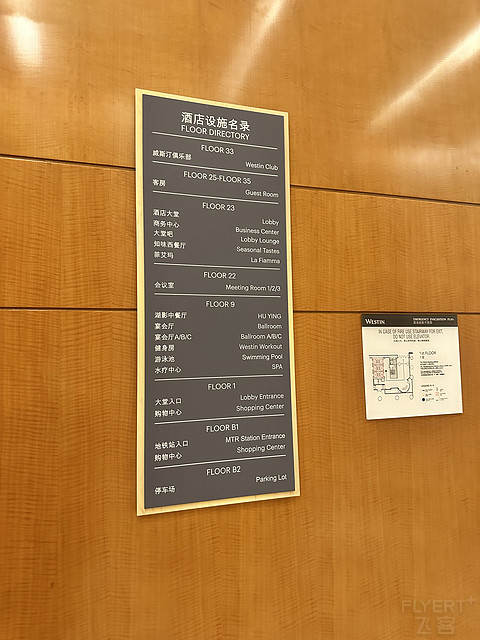 酒店设施名录
FLOOR DIRECTORY
FLOOR 33
威斯汀俱乐部 Westin Club
FLOOR 25-FLOOR 35
客房 Guest Room
FLOOR 23
酒店大堂 Lobby
商务中心 Business Center
大堂吧 Lobby Lounge
知味西餐厅 Seasonal Tastes
菲艾玛 La Fiamma
FLOOR 22
会议室 Meeting Room 1/2/3
FLOOR 9
湖影中餐厅 HU YING
宴会厅 Ballroom
宴会厅A/B/C Ballroom A/B/C
健身房 Westin Workout
游泳池 Swimming Pool
水疗中心 SPA
FLOOR 1
大堂入口 Lobby Entrance
购物中心 Shopping Center
FLOOR B1
地铁站入口 MTR Station Entrance
购物中心 Shopping Center
FLOOR B2
停车场 Parking Lot
WESTIN
EMERGENCY EVACUATION PLAN
IN CASE OF FIRE USE STAIRWAY FOR EXIT,
DO NOT USE ELEVATOR.
FLYERT
飞客